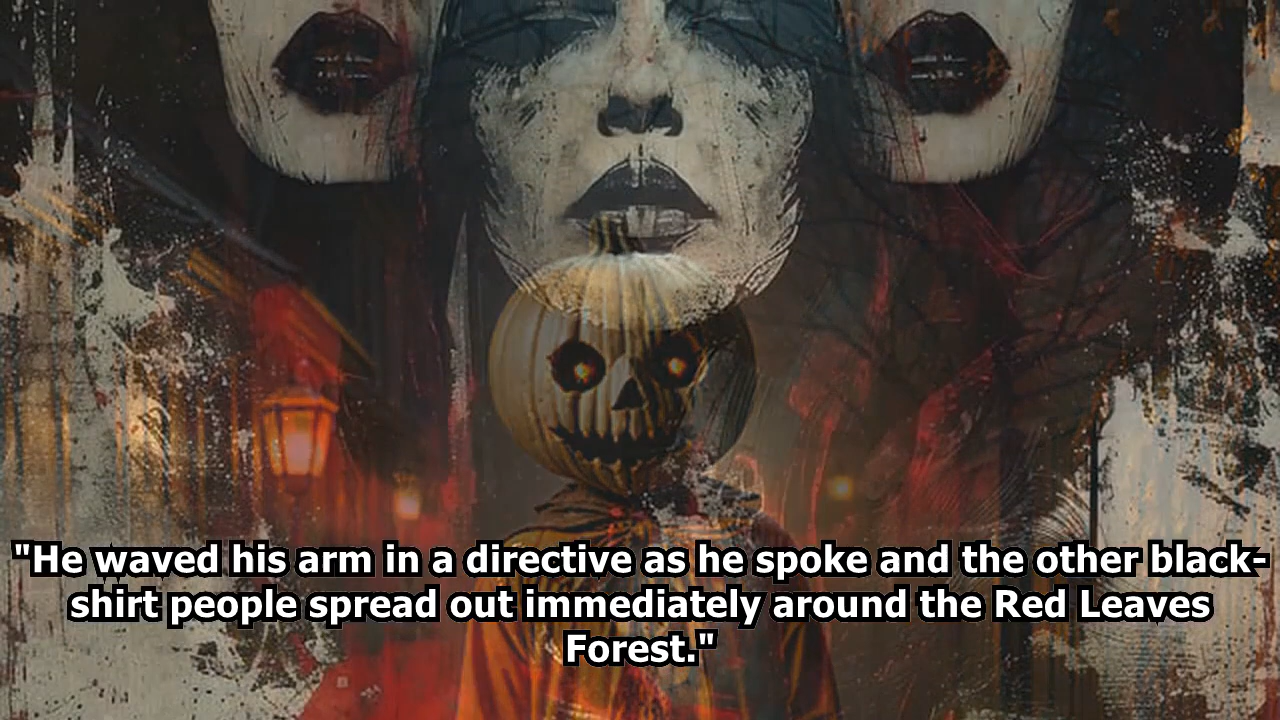 "He waved his arm in a directive as he spoke and the other black-
shirt people spread out immediately around the Red Leaves
Forest."